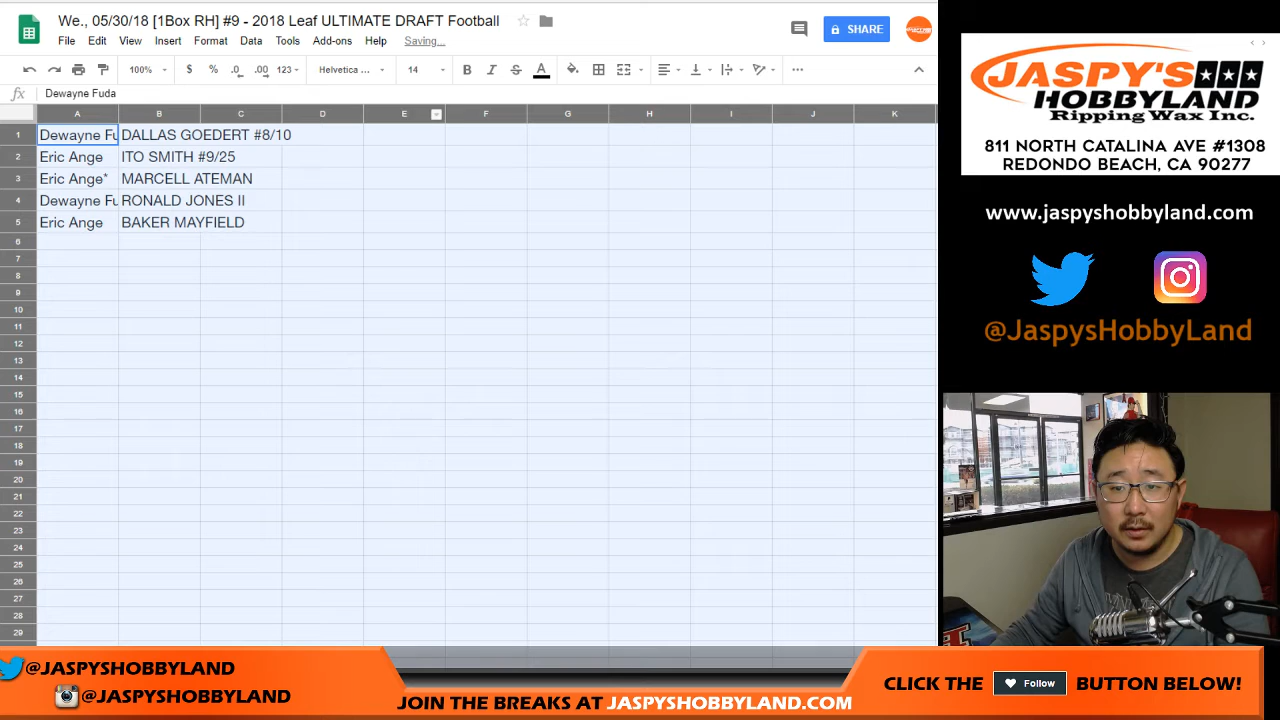 We., 05/30/18 [1Box RH] #9 - 2018 Leaf ULTIMATE DRAFT Football
File Edit View Insert Format Data Tools Add-ons Help Saving...
SHARE
100% $ % .0 .00 123 Helvetica ... 14 B I S A
fx Dewayne Fuda
A B C D E F G H I J K
1 Dewayne Fu DALLAS GOEDERT #8/10
2 Eric Ange ITO SMITH #9/25
3 Eric Ange* MARCELL ATEMAN
4 Dewayne Fu RONALD JONES II
5 Eric Ange BAKER MAYFIELD
6
7
8
9
10
11
12
13
14
15
16
17
18
19
20
21
22
23
24
25
26
27
28
29
JASPY'S
HOBBYLAND
Ripping Wax Inc.
811 NORTH CATALINA AVE #1308
REDONDO BEACH, CA 90277
www.jaspyshobbyland.com
@JaspysHobbyLand
@JASPYSHOBBYLAND
@JASPYSHOBBYLAND
JOIN THE BREAKS AT JASPYSHOBBYLAND.COM
CLICK THE Follow BUTTON BELOW!